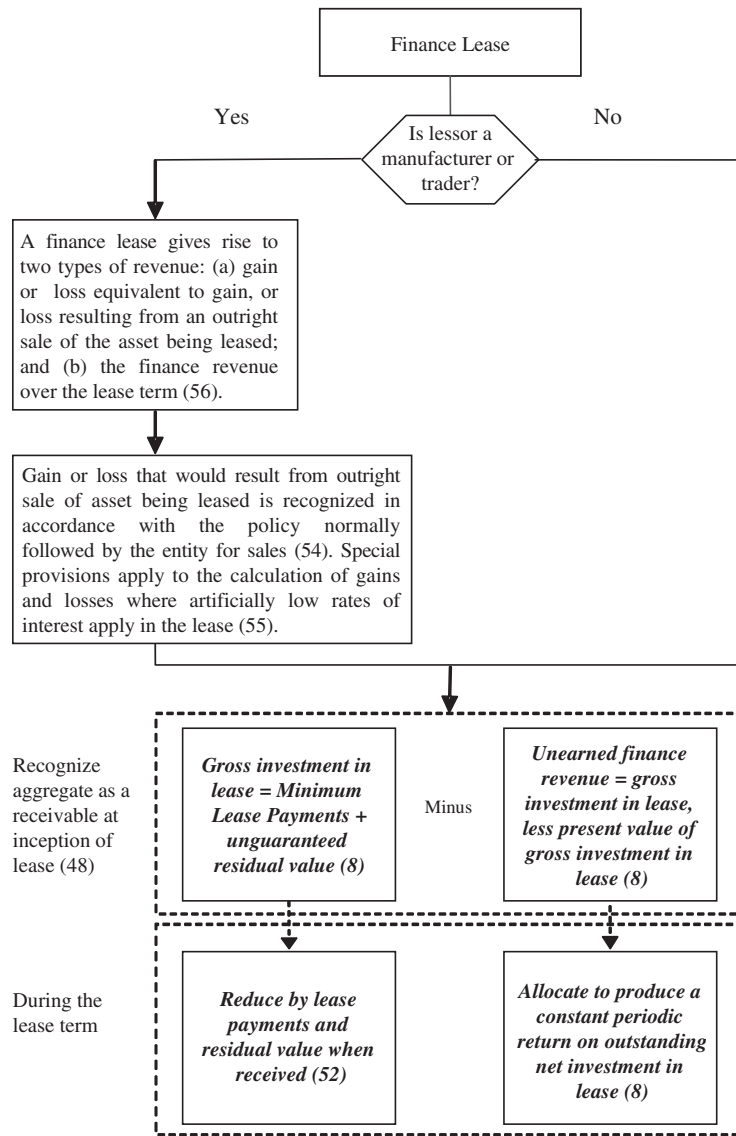 Finance Lease
Yes
No
Is lessor a
manufacturer or
trader?
A finance lease gives rise to
two types of revenue: (a) gain
or loss equivalent to gain, or
loss resulting from an outright
sale of the asset being leased;
and (b) the finance revenue
over the lease term (56).
Gain or loss that would result from outright
sale of asset being leased is recognized in
accordance with the policy normally
followed by the entity for sales (54). Special
provisions apply to the calculation of gains
and losses where artificially low rates of
interest apply in the lease (55).
Recognize
aggregate as a
receivable at
inception of
lease (48)
Gross investment in
lease = Minimum
Lease Payments +
unguaranteed
residual value (8)
Minus
Unearned finance
revenue = gross
investment in lease,
less present value of
gross investment in
lease (8)
During the
lease term
Reduce by lease
payments and
residual value when
received (52)
Allocate to produce a
constant periodic
return on outstanding
net investment in
lease (8)